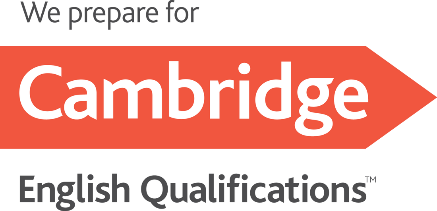 We prepare for
Cambridge
English Qualifications™